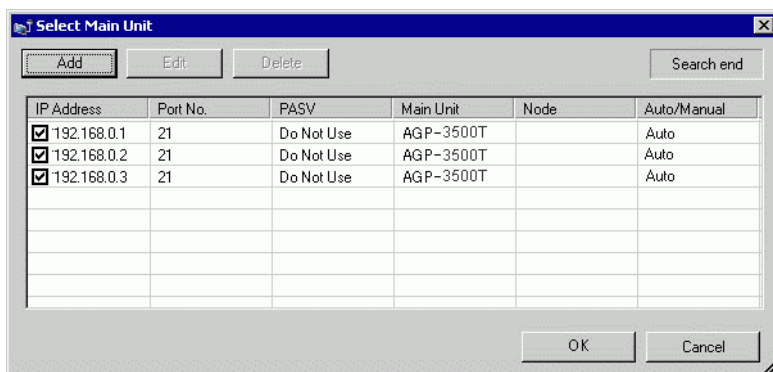 Select Main Unit
Add Edit Delete Search end
IP Address Port No. PASV Main Unit Node Auto/Manual
192.168.0.1 21 Do Not Use AGP-3500T Auto
192.168.0.2 21 Do Not Use AGP-3500T Auto
192.168.0.3 21 Do Not Use AGP-3500T Auto
OK Cancel